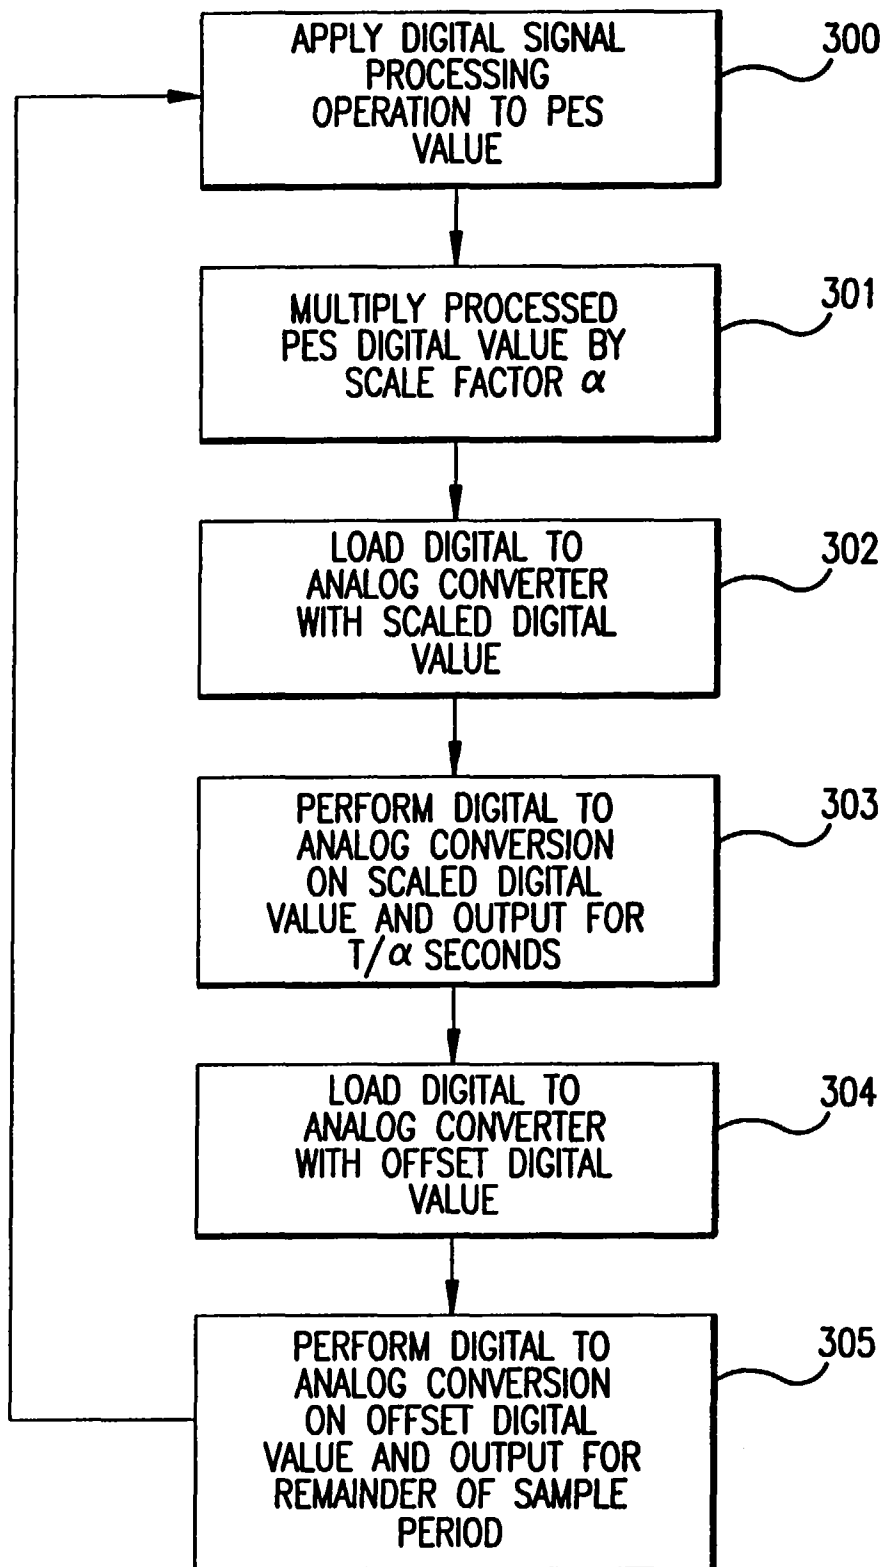 APPLY DIGITAL SIGNAL
PROCESSING
OPERATION TO PES
VALUE
300
MULTIPLY PROCESSED
PES DIGITAL VALUE BY
SCALE FACTOR α
301
LOAD DIGITAL TO
ANALOG CONVERTER
WITH SCALED DIGITAL
VALUE
302
PERFORM DIGITAL TO
ANALOG CONVERSION
ON SCALED DIGITAL
VALUE AND OUTPUT FOR
T/α SECONDS
303
LOAD DIGITAL TO
ANALOG CONVERTER
WITH OFFSET DIGITAL
VALUE
304
PERFORM DIGITAL TO
ANALOG CONVERSION
ON OFFSET DIGITAL
VALUE AND OUTPUT FOR
REMAINDER OF SAMPLE
PERIOD
305